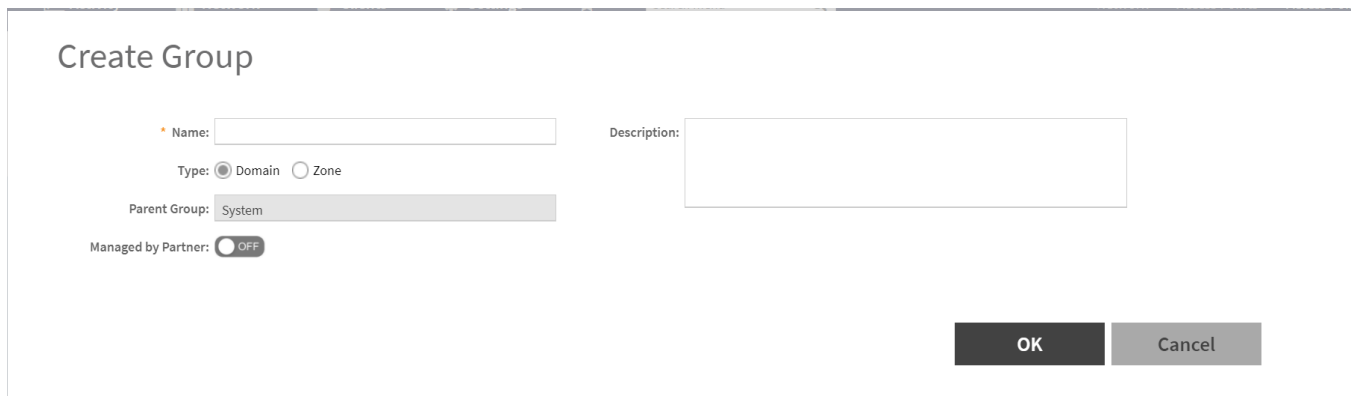 Create Group
* Name:
Description:
Type: Domain Zone
Parent Group: System
Managed by Partner: OFF
OK Cancel